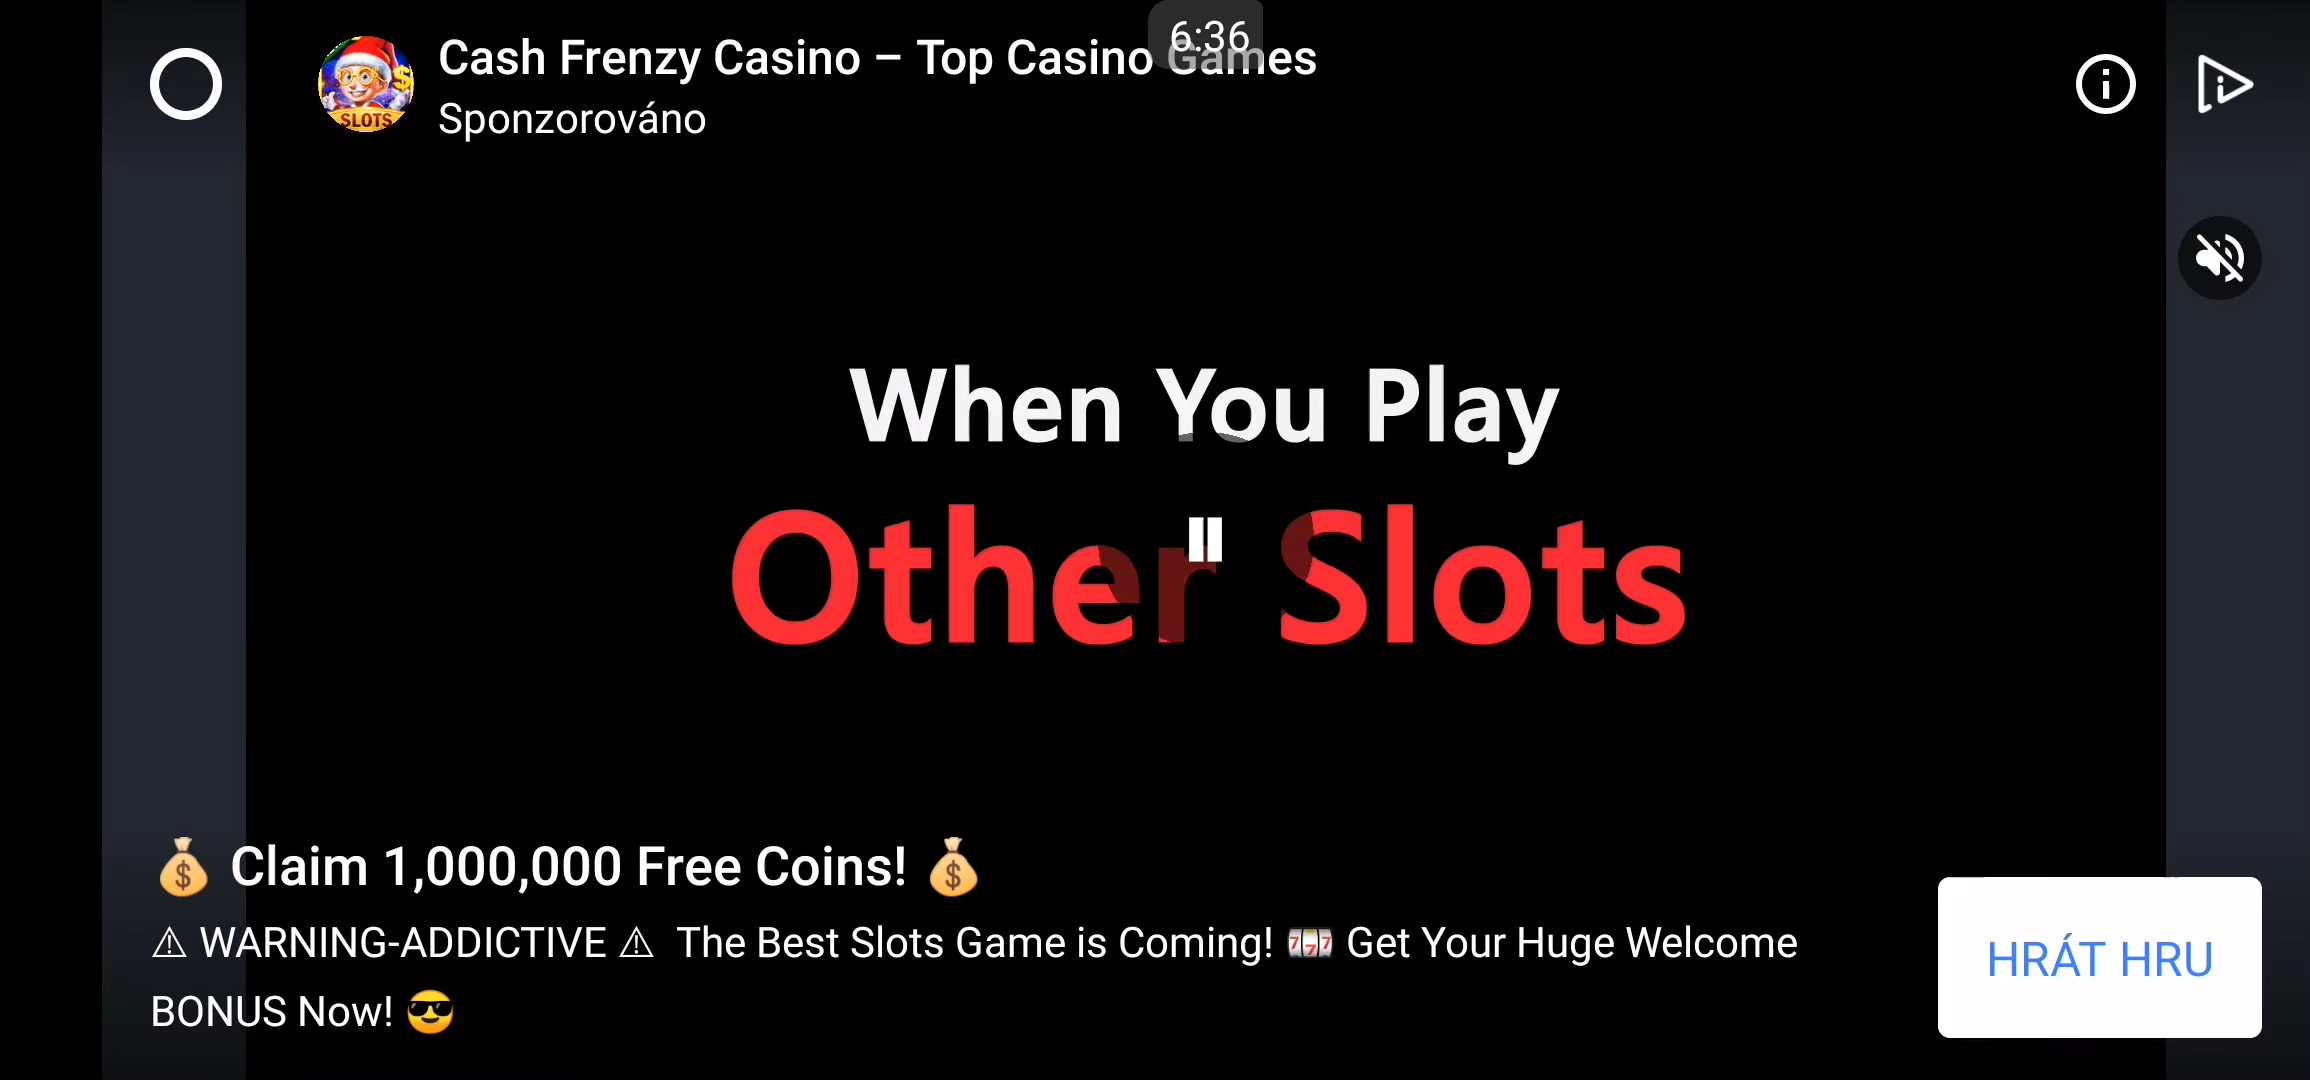 6:36
Cash Frenzy Casino – Top Casino Games
Sponzorováno
SLOTS
When You Play
Other Slots
💰 Claim 1,000,000 Free Coins! 💰
⚠ WARNING-ADDICTIVE ⚠ The Best Slots Game is Coming! 🎰 Get Your Huge Welcome
BONUS Now! 😎
HRÁT HRU